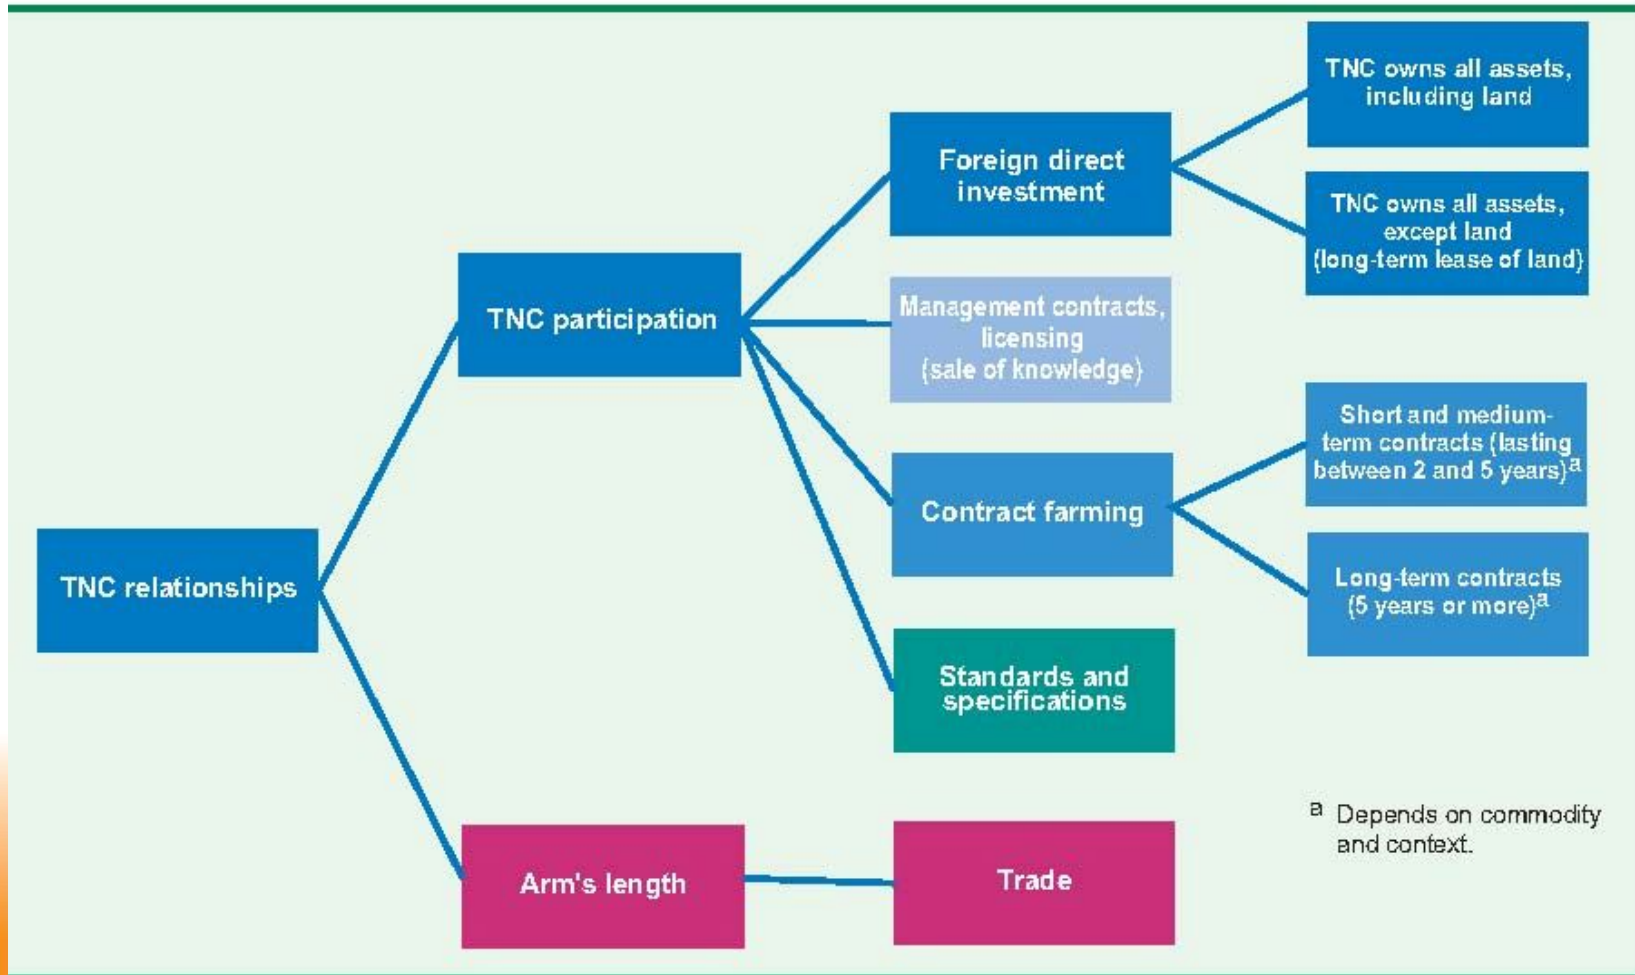 TNC relationships
TNC participation
Arm's length
Foreign direct
investment
Management contracts,
licensing
(sale of knowledge)
Contract farming
Standards and
specifications
Trade
TNC owns all assets,
including land
TNC owns all assets,
except land
(long-term lease of land)
Short and medium-
term contracts (lasting
between 2 and 5 years)a
Long-term contracts
(5 years or more)a
a Depends on commodity
and context.